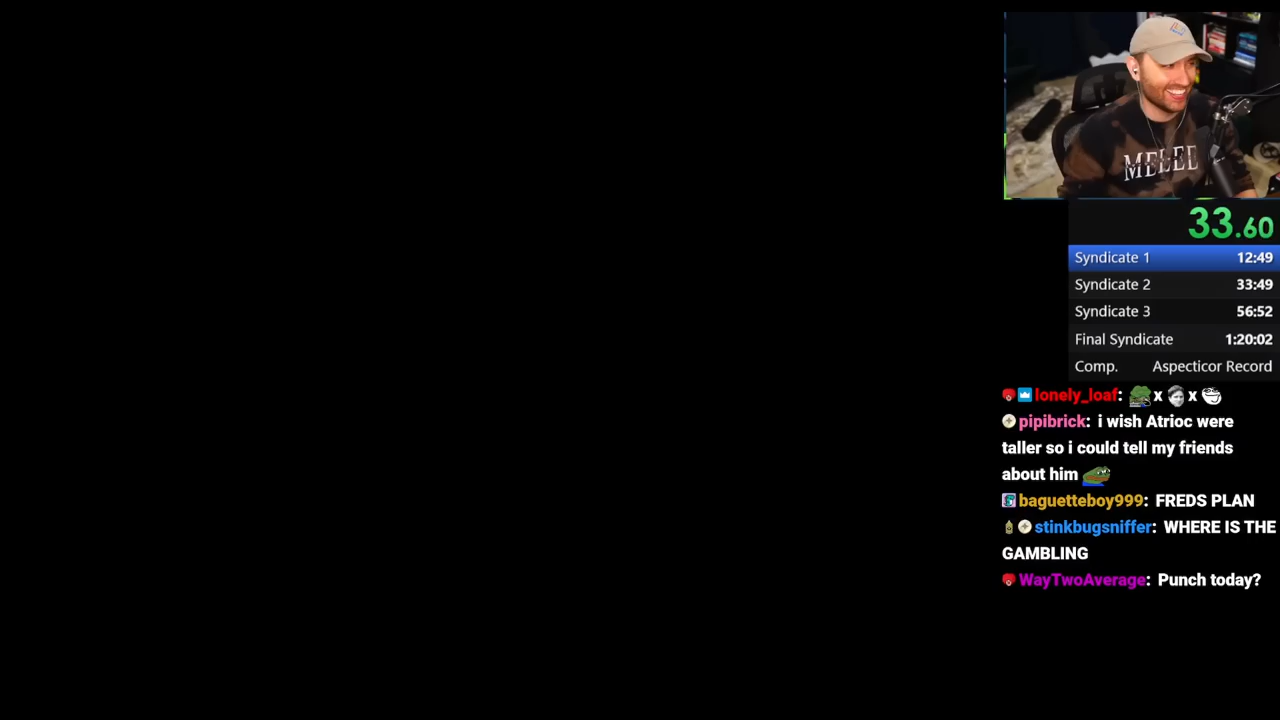 MELEE
33.60
Syndicate 1 12:49
Syndicate 2 33:49
Syndicate 3 56:52
Final Syndicate 1:20:02
Comp. Aspecticor Record
lonely_loaf: x x
pipibrick: i wish Atrioc were
taller so i could tell my friends
about him
baguetteboy999: FREDS PLAN
stinkbugsniffer: WHERE IS THE
GAMBLING
WayTwoAverage: Punch today?